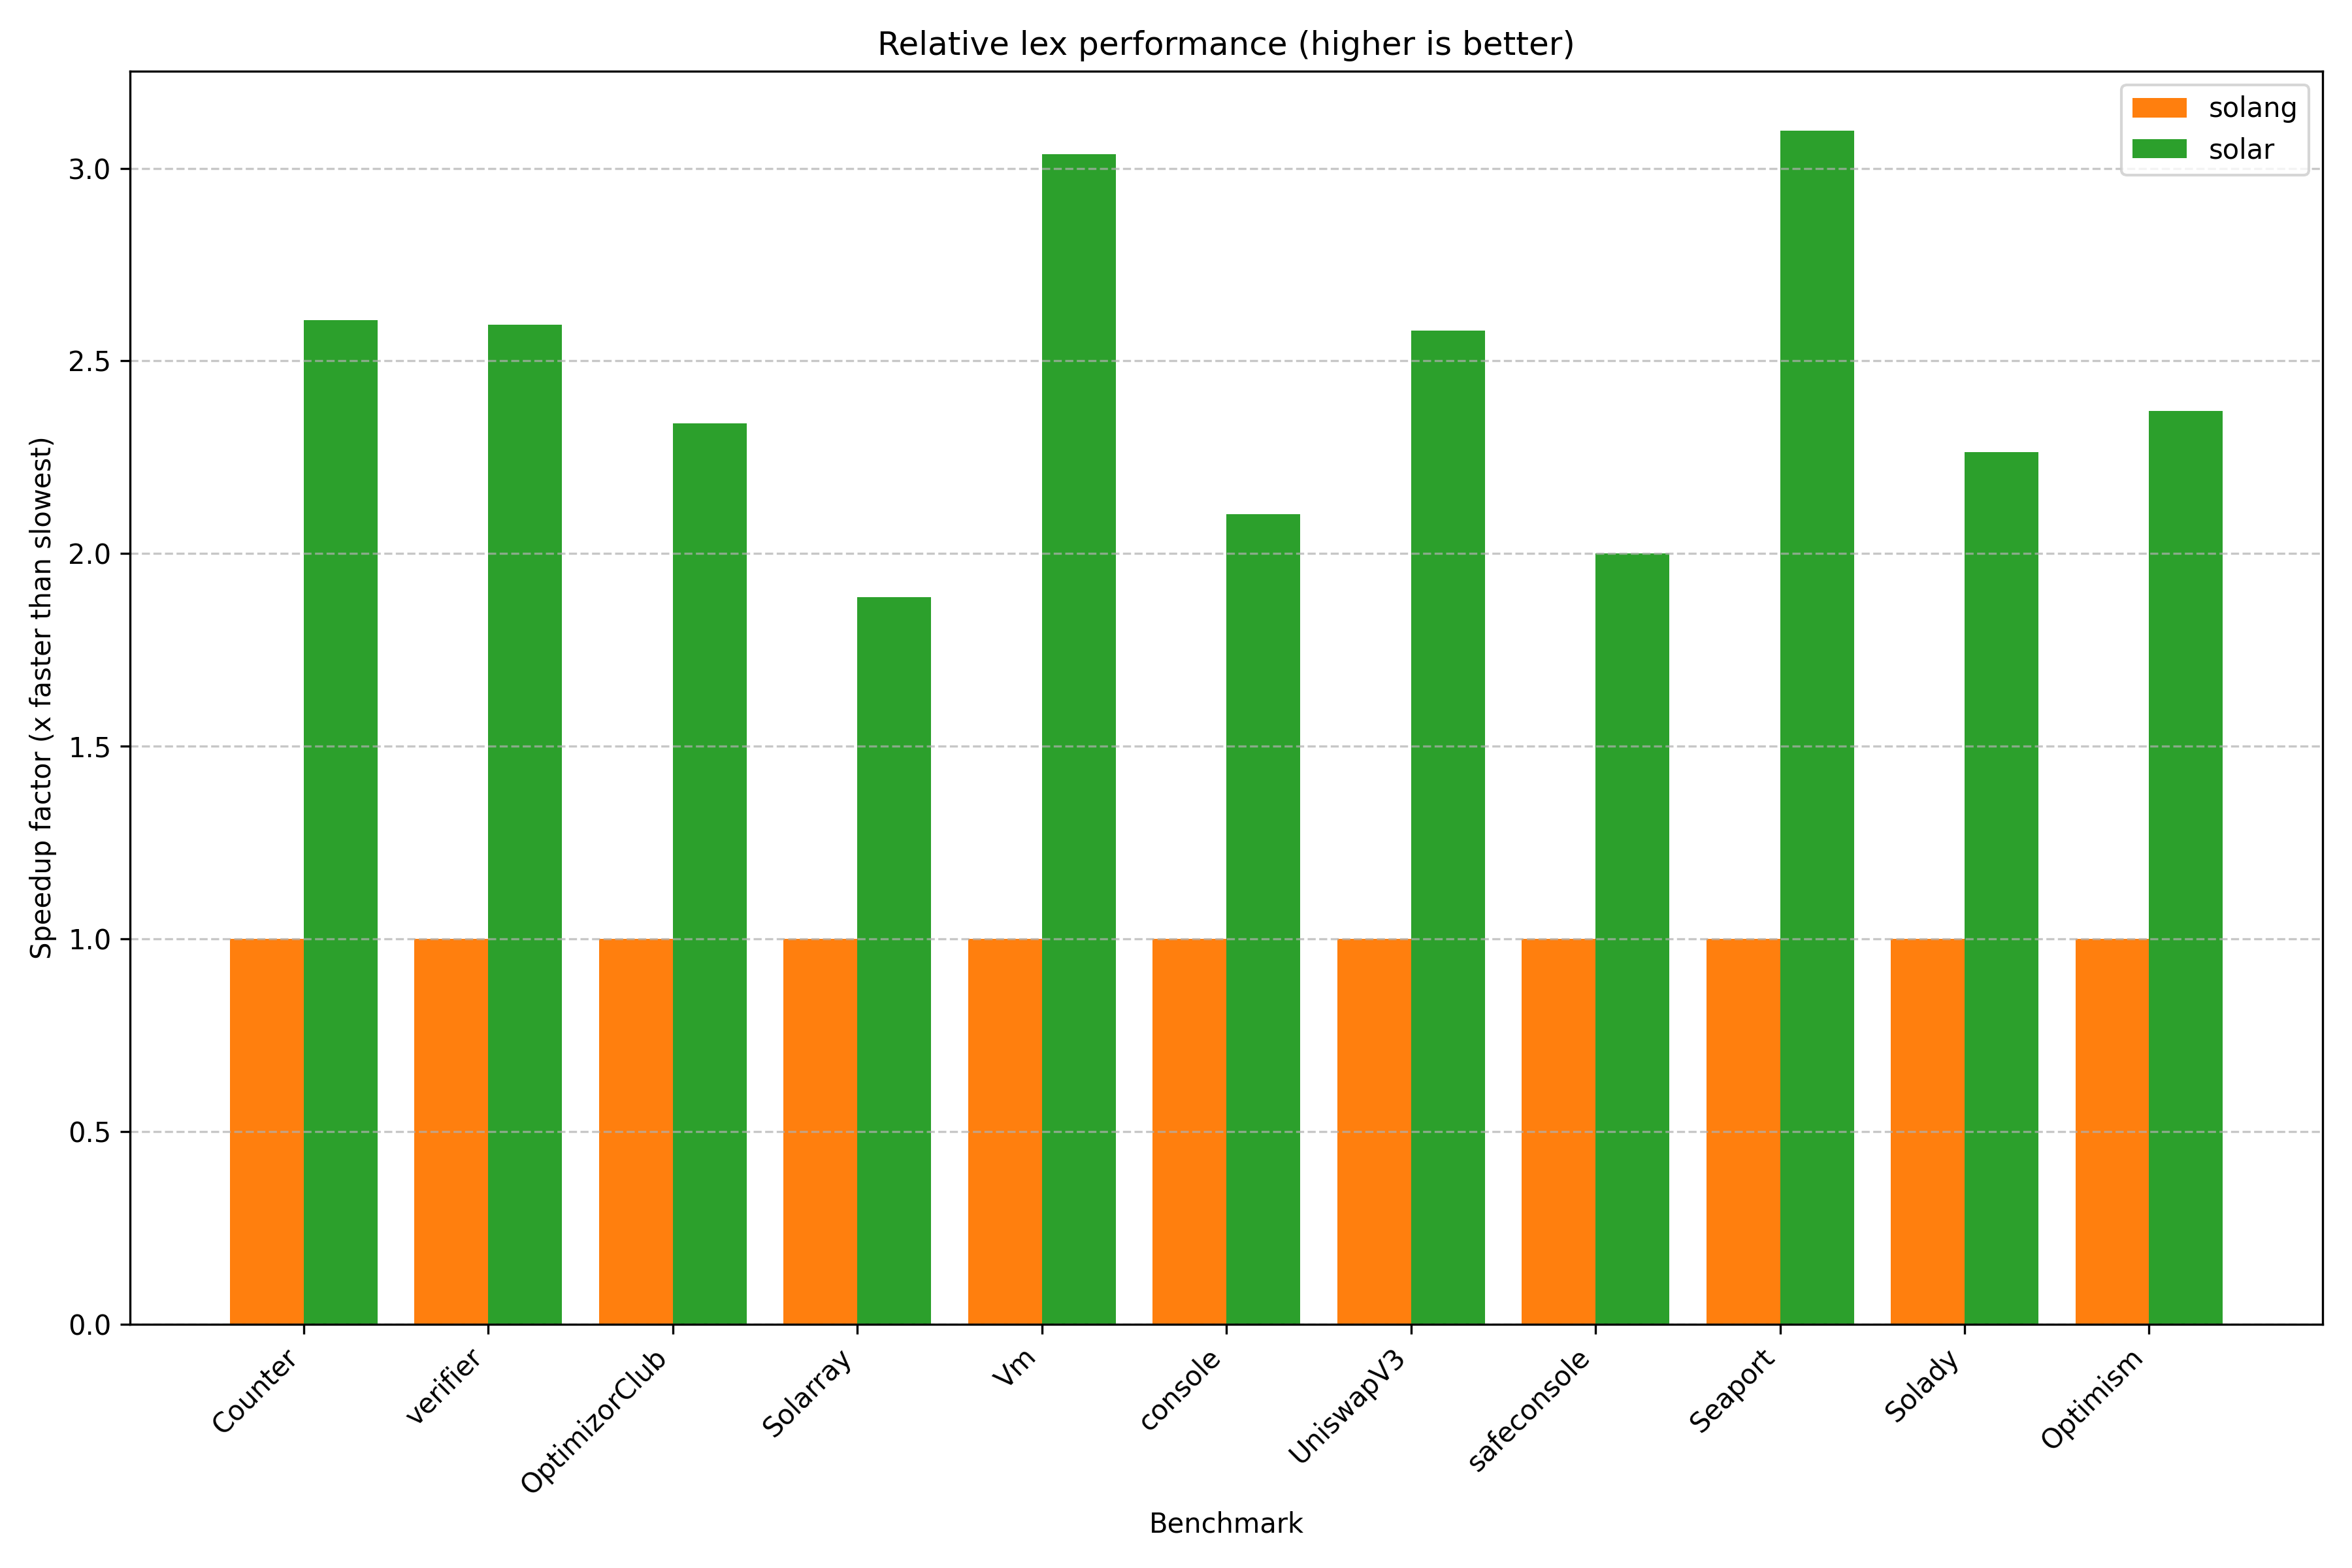 Relative lex performance (higher is better)
solang
solar
Speedup factor (x faster than slowest)
3.0
2.5
2.0
1.5
1.0
0.5
0.0
Counter
verifier
OptimizorClub
Solarray
Vm
console
UniswapV3
safeconsole
Seaport
Solady
Optimism
Benchmark